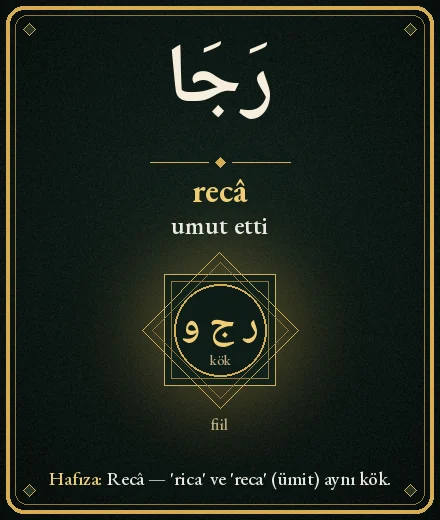 رَجَا
recâ
umut etti
ر ج و
kök
fiil
Hafıza: Recâ — 'rica' ve 'reca' (ümit) aynı kök.